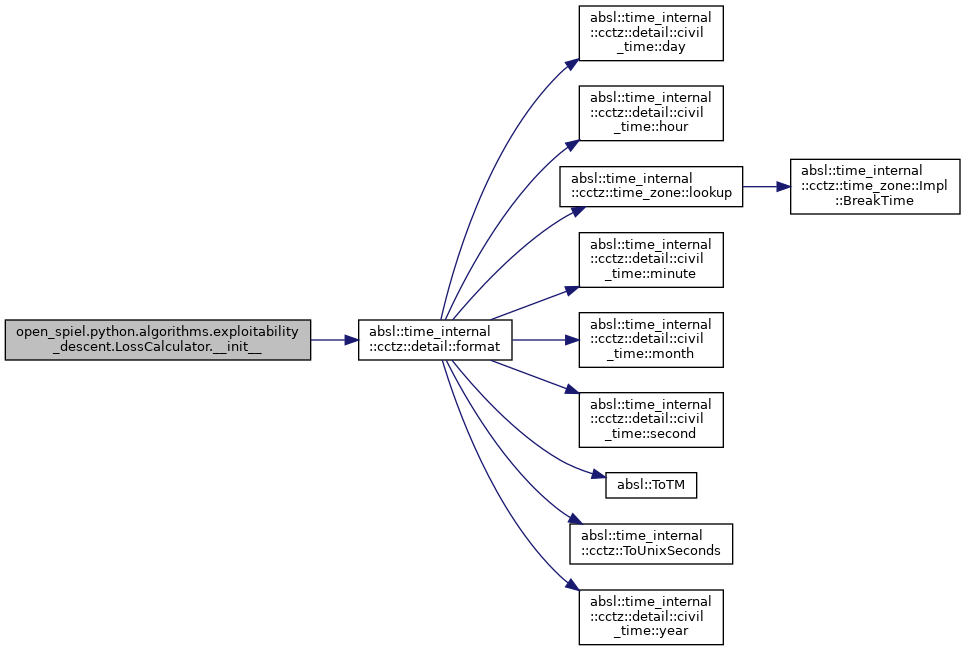 open_spiel.python.algorithms.exploitability
_descent.LossCalculator.__init__
absl::time_internal
::cctz::detail::format
absl::time_internal
::cctz::detail::civil
_time::day
absl::time_internal
::cctz::detail::civil
_time::hour
absl::time_internal
::cctz::time_zone::lookup
absl::time_internal
::cctz::time_zone::Impl
::BreakTime
absl::time_internal
::cctz::detail::civil
_time::minute
absl::time_internal
::cctz::detail::civil
_time::month
absl::time_internal
::cctz::detail::civil
_time::second
absl::ToTM
absl::time_internal
::cctz::ToUnixSeconds
absl::time_internal
::cctz::detail::civil
_time::year